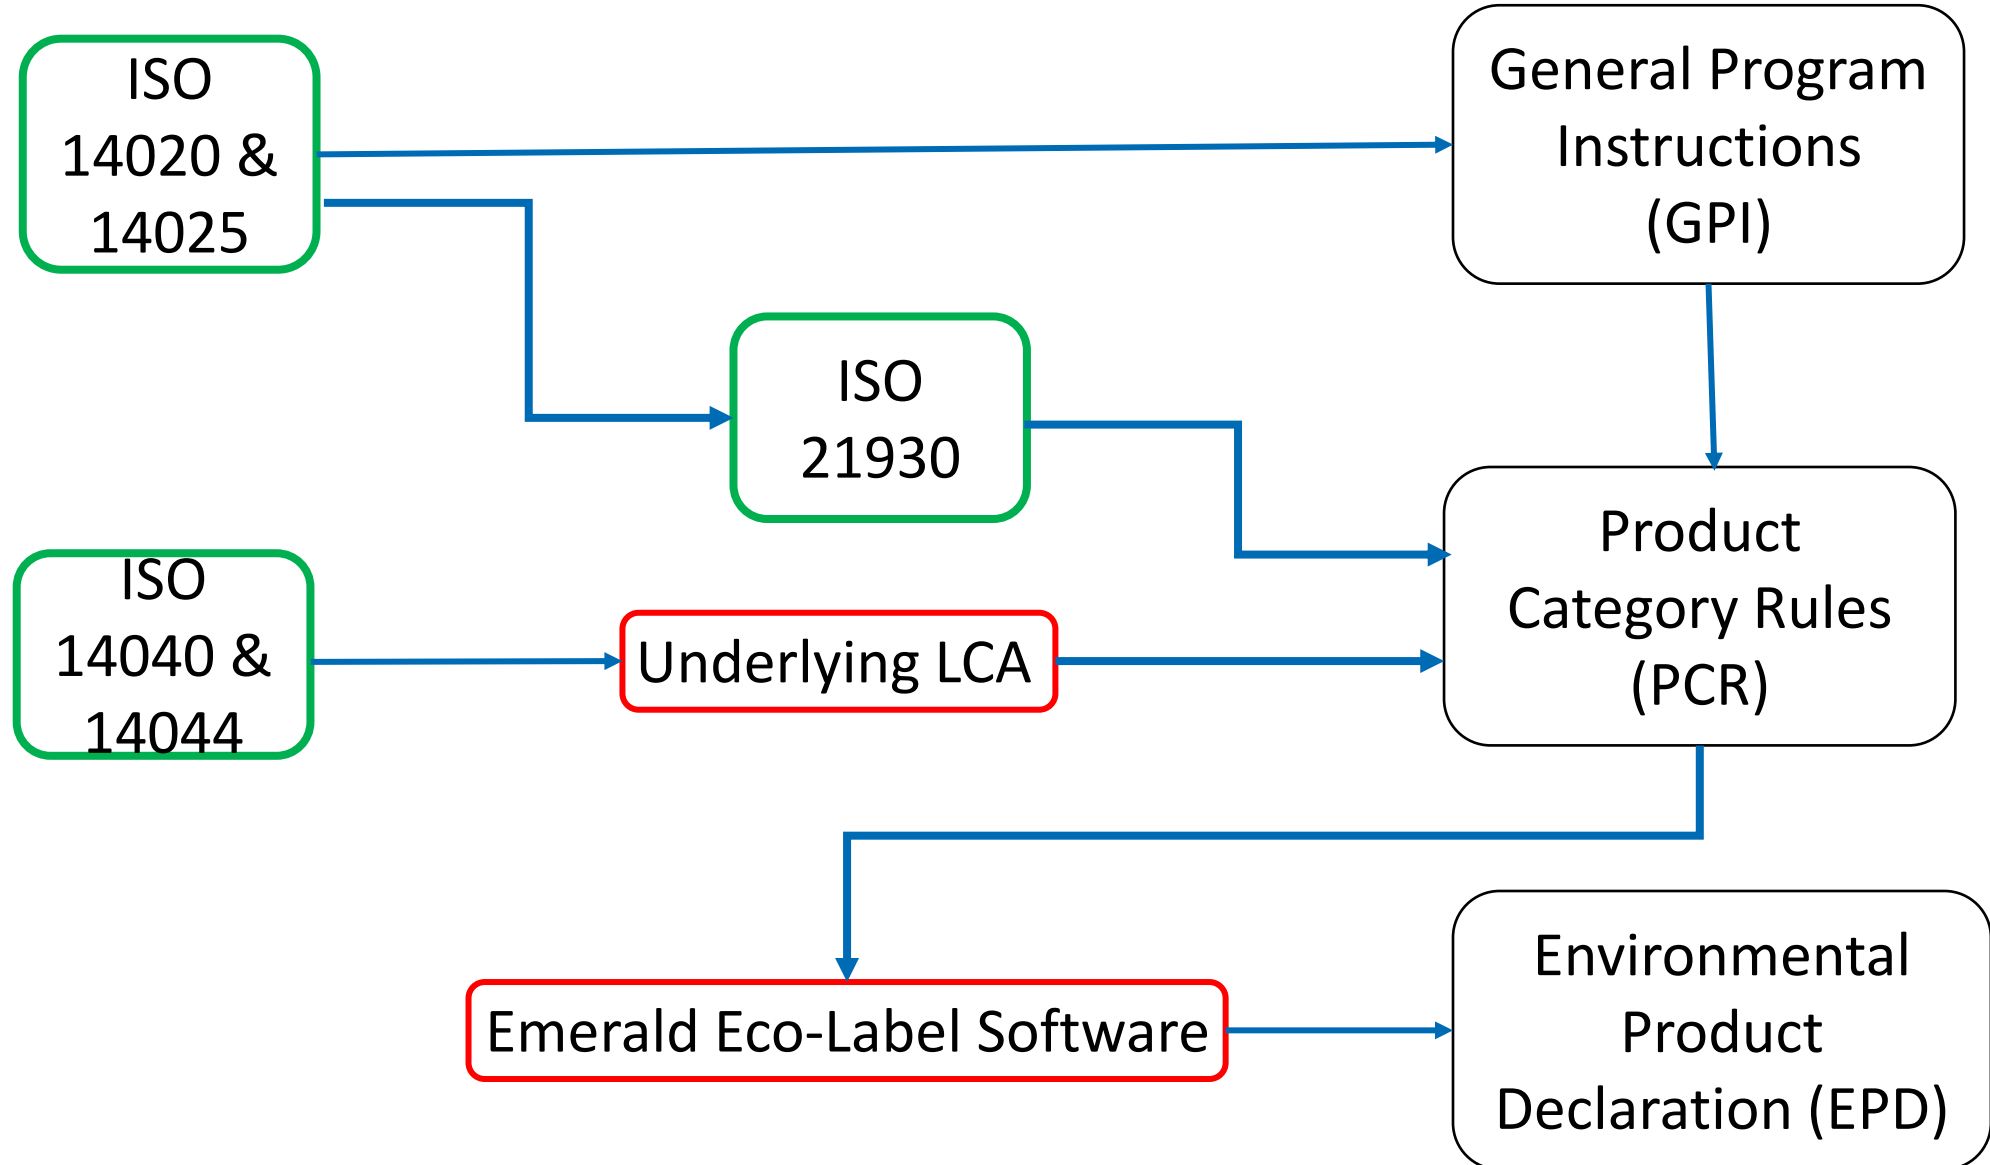 ISO
14020 &
14025
General Program
Instructions
(GPI)
ISO
21930
Product
Category Rules
(PCR)
ISO
14040 &
14044
Underlying LCA
Emerald Eco-Label Software
Environmental
Product
Declaration (EPD)